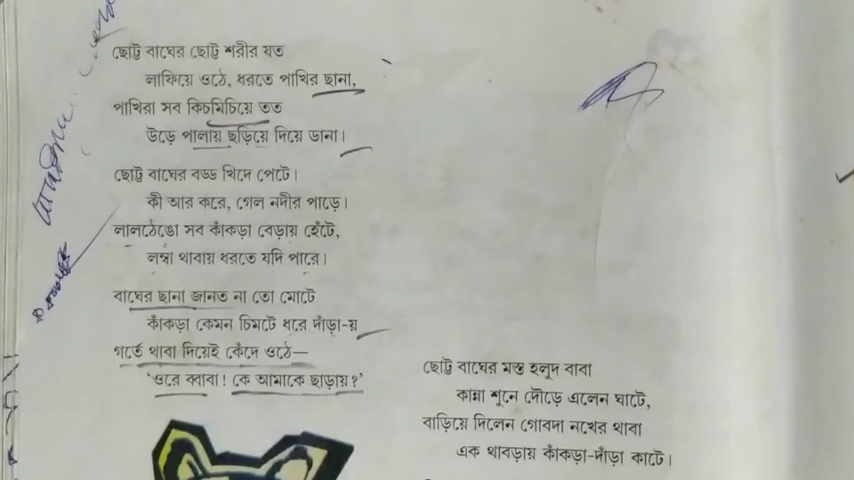 ছোট্ট বাঘের ছোট্ট শরীর যত
লাফিয়ে ওঠে, ধরতে পাখির ছানা,
পাখিরা সব কিচমিচিয়ে তত
উড়ে পালায় ছড়িয়ে দিয়ে ডানা।
ছোট্ট বাঘের বড্ড খিদে পেটে।
কী আর করে, গেল নদীর পাড়ে।
লালঠেঙো সব কাঁকড়া বেড়ায় হেঁটে,
লম্বা থাবায় ধরতে যদি পারে।
বাঘের ছানা জানত না তো মোটে
কাঁকড়া কেমন চিমটে ধরে দাঁড়া-য়
গর্তে থাবা দিয়েই কেঁদে ওঠে—
‘ওরে ব্বাবা! কে আমাকে ছাড়ায়?’
ছোট্ট বাঘের মস্ত হলুদ বাবা
কান্না শুনে দৌড়ে এলেন ঘাটে,
বাড়িয়ে দিলেন গোবদা নখের থাবা
এক থাবড়ায় কাঁকড়া-দাঁড়া কাটে।